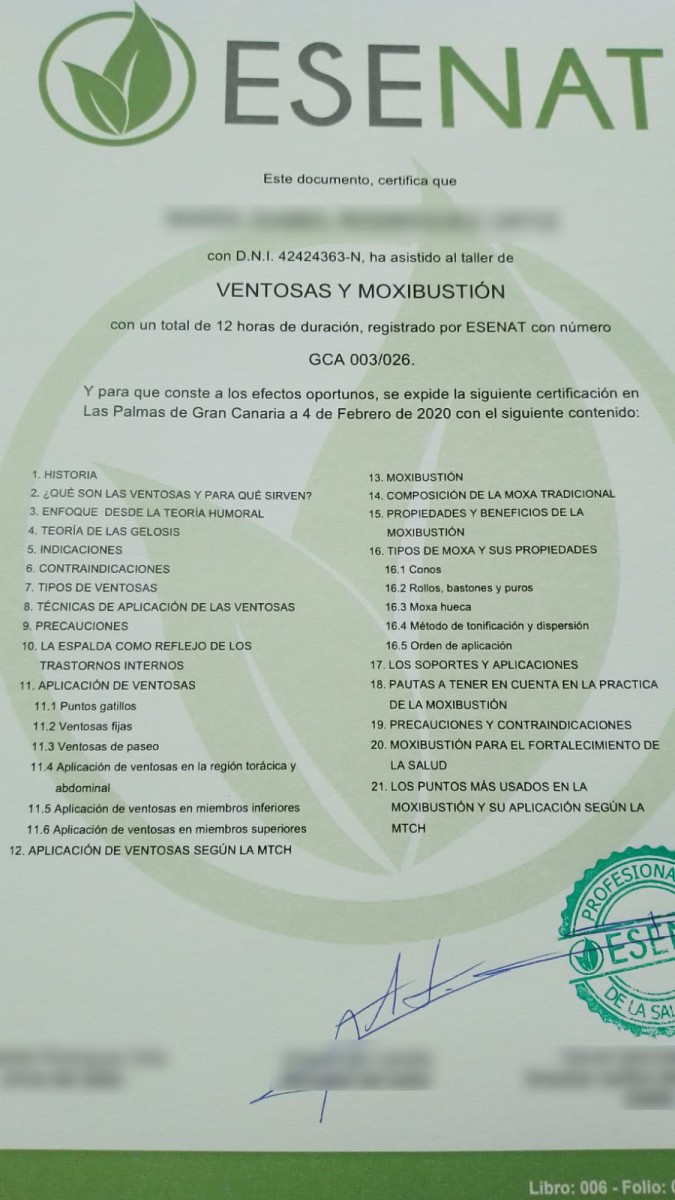 ESENAT
Este documento, certifica que
con D.N.I. 42424363-N, ha asistido al taller de
VENTOSAS Y MOXIBUSTIÓN
con un total de 12 horas de duración, registrado por ESENAT con número
GCA 003/026.
Y para que conste a los efectos oportunos, se expide la siguiente certificación en
Las Palmas de Gran Canaria a 4 de Febrero de 2020 con el siguiente contenido:
1. HISTORIA
2. ¿QUÉ SON LAS VENTOSAS Y PARA QUÉ SIRVEN?
3. ENFOQUE DESDE LA TEORÍA HUMORAL
4. TEORÍA DE LAS GELOSIS
5. INDICACIONES
6. CONTRAINDICACIONES
7. TIPOS DE VENTOSAS
8. TÉCNICAS DE APLICACIÓN DE LAS VENTOSAS
9. PRECAUCIONES
10. LA ESPALDA COMO REFLEJO DE LOS
TRASTORNOS INTERNOS
11. APLICACIÓN DE VENTOSAS
11.1 Puntos gatillos
11.2 Ventosas fijas
11.3 Ventosas de paseo
11.4 Aplicación de ventosas en la región torácica y
abdominal
11.5 Aplicación de ventosas en miembros inferiores
11.6 Aplicación de ventosas en miembros superiores
12. APLICACIÓN DE VENTOSAS SEGÚN LA MTCH
13. MOXIBUSTIÓN
14. COMPOSICIÓN DE LA MOXA TRADICIONAL
15. PROPIEDADES Y BENEFICIOS DE LA
MOXIBUSTIÓN
16. TIPOS DE MOXA Y SUS PROPIEDADES
16.1 Conos
16.2 Rollos, bastones y puros
16.3 Moxa hueca
16.4 Método de tonificación y dispersión
16.5 Orden de aplicación
17. LOS SOPORTES Y APLICACIONES
18. PAUTAS A TENER EN CUENTA EN LA PRACTICA
DE LA MOXIBUSTIÓN
19. PRECAUCIONES Y CONTRAINDICACIONES
20. MOXIBUSTIÓN PARA EL FORTALECIMIENTO DE
LA SALUD
21. LOS PUNTOS MÁS USADOS EN LA
MOXIBUSTIÓN Y SU APLICACIÓN SEGÚN LA
MTCH
PROFESIONA
ESE
DE LA SA
Libro: 006 - Folio: